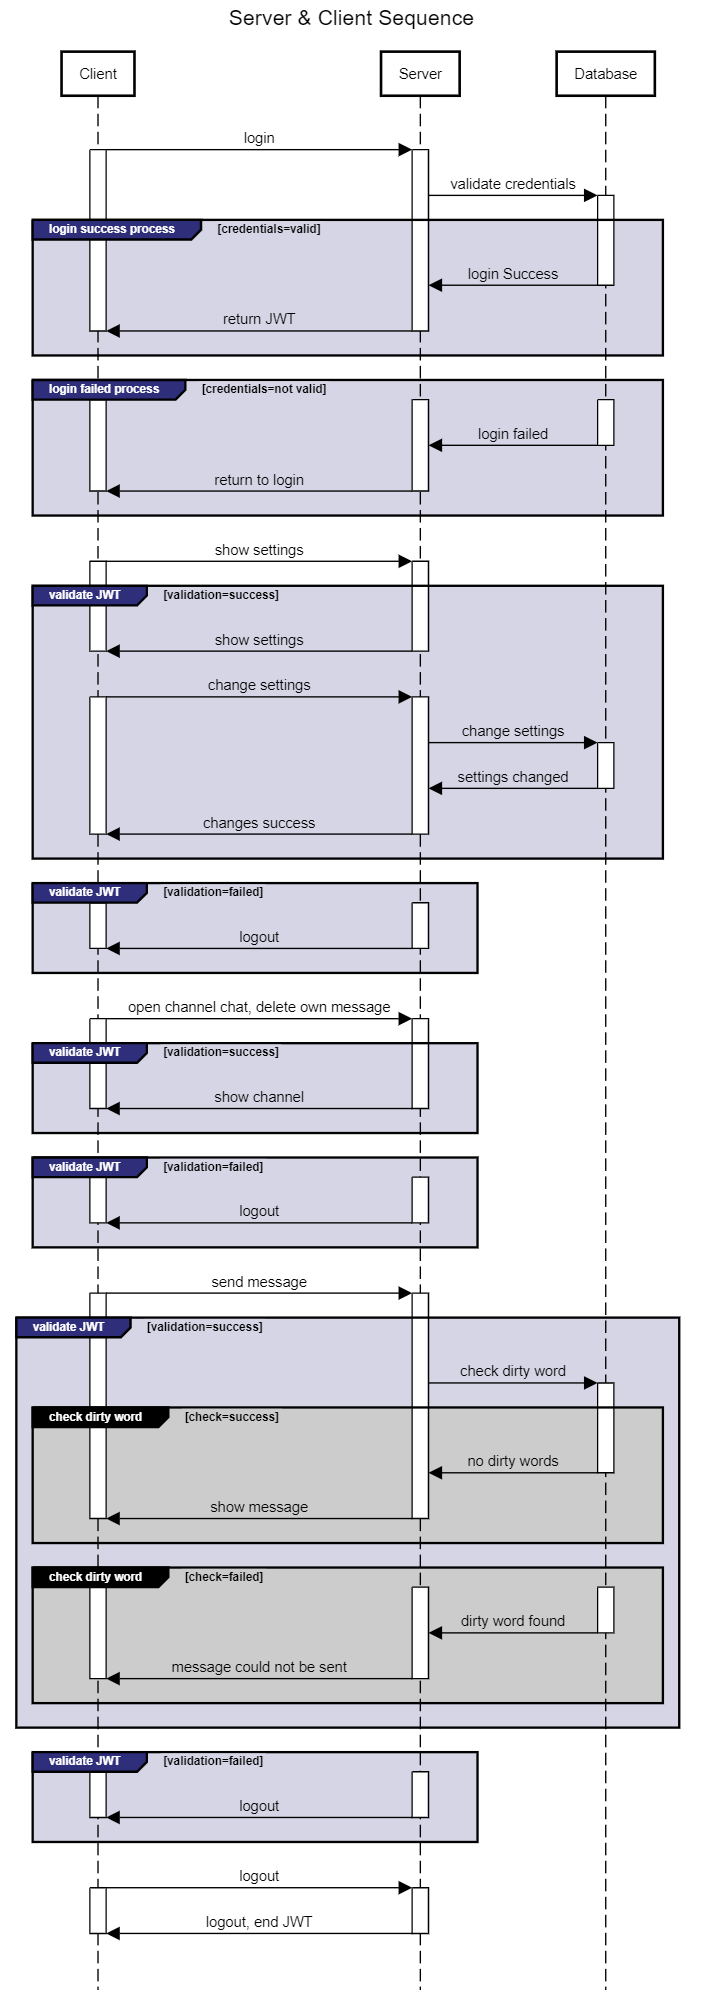 Server & Client Sequence
Client
Server
Database
login
validate credentials
login success process [credentials=valid]
login Success
return JWT
login failed process [credentials=not valid]
login failed
return to login
show settings
validate JWT [validation=success]
show settings
change settings
change settings
settings changed
changes success
validate JWT [validation=failed]
logout
open channel chat, delete own message
validate JWT [validation=success]
show channel
validate JWT [validation=failed]
logout
send message
validate JWT [validation=success]
check dirty word
check dirty word [check=success]
no dirty words
show message
check dirty word [check=failed]
dirty word found
message could not be sent
validate JWT [validation=failed]
logout
logout
logout, end JWT